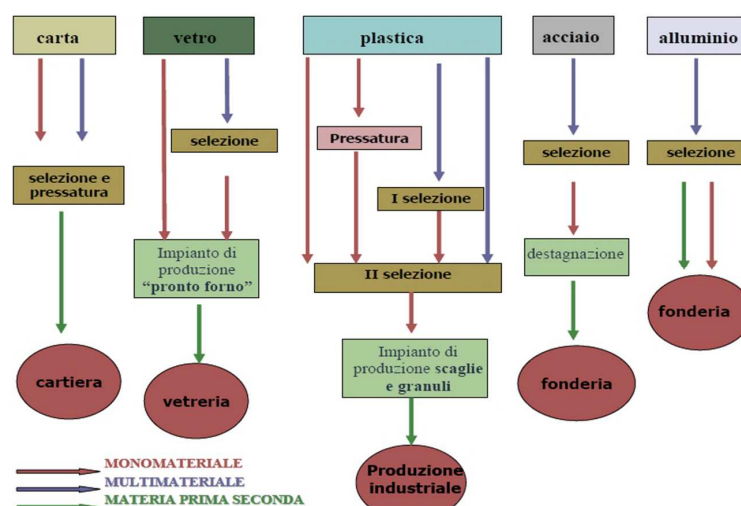 carta
vetro
plastica
acciaio
alluminio
selezione
Pressatura
selezione
selezione
selezione e
pressatura
I selezione
Impianto di
produzione
“pronto forno”
destagnazione
II selezione
fonderia
Impianto di
produzione scaglie
e granuli
cartiera
vetreria
fonderia
Produzione
industriale
MONOMATERIALE
MULTIMATERIALE
MATERIA PRIMA SECONDA